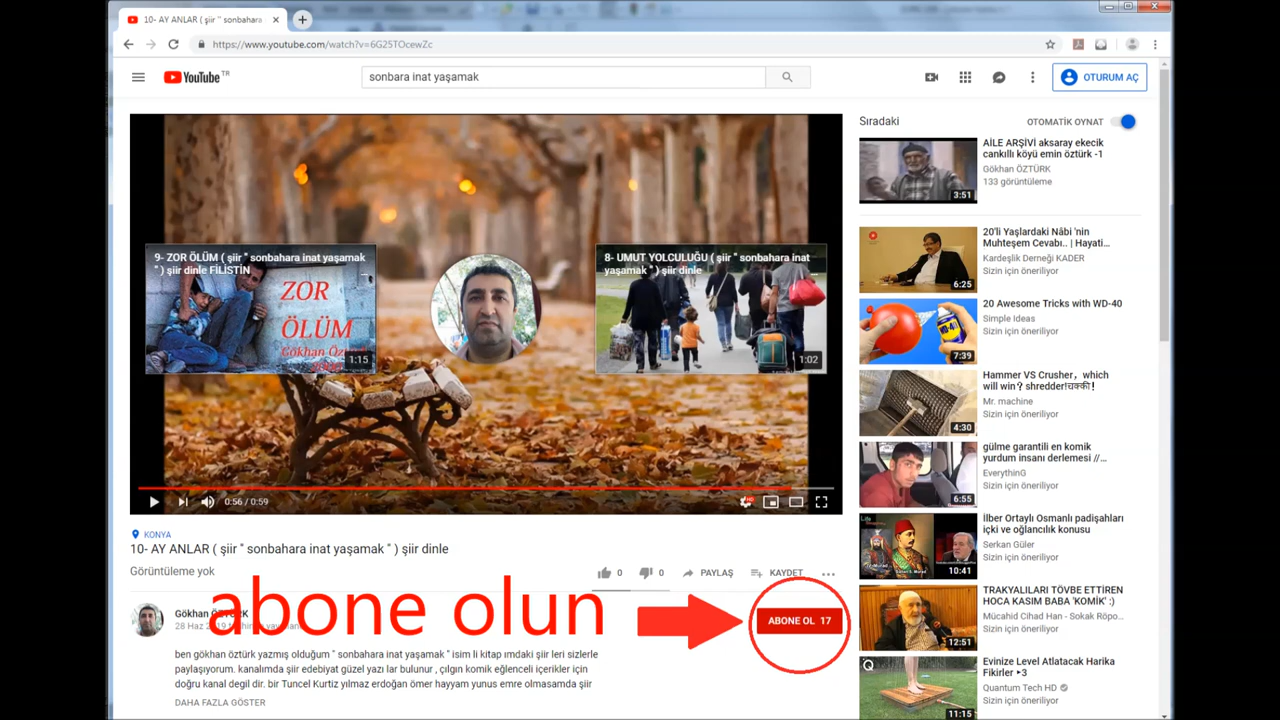 10- AY ANLAR ( şiir " sonbahara
https://www.youtube.com/watch?v=6G25TOcewZc
YouTube TR
sonbara inat yaşamak
OTURUM AÇ
9- ZOR ÖLÜM ( şiir " sonbahara inat yaşamak
" ) şiir dinle FİLİSTİN
ZOR
ÖLÜM
1:15
8- UMUT YOLCULUĞU ( şiir " sonbahara inat
yaşamak " ) şiir dinle
1:02
0:56 / 0:59
HD
KONYA
10- AY ANLAR ( şiir " sonbahara inat yaşamak " ) şiir dinle
Görüntüleme yok
0
0
PAYLAŞ
KAYDET
abone olun
Gökhan ÖZTÜRK
28 Haz 2019
ABONE OL 17
ben gökhan öztürk yazmış olduğum " sonbahara inat yaşamak " isim li kitap ımdaki şiir leri sizlerle
paylaşıyorum. kanalımda şiir edebiyat güzel yazı lar bulunur , çılgın komik eğlenceli içerikler için
doğru kanal degil dir. bir Tuncel Kurtiz yılmaz erdoğan ömer hayyam yunus emre olmasamda şiir
DAHA FAZLA GÖSTER
Sıradaki
OTOMATİK OYNAT
AİLE ARŞİVİ aksaray ekecik
cankıllı köyü emin öztürk -1
Gökhan ÖZTÜRK
133 görüntüleme
3:51
20'li Yaşlardaki Nâbi 'nin
Muhteşem Cevabı.. | Hayati...
Kardeşlik Derneği KADER
Sizin için öneriliyor
6:25
20 Awesome Tricks with WD-40
Simple Ideas
Sizin için öneriliyor
7:39
Hammer VS Crusher，which
will win？shredder!चक्की！
Mr. machine
Sizin için öneriliyor
4:30
gülme garantili en komik
yurdum insanı derlemesi //...
EverythinG
Sizin için öneriliyor
6:55
İlber Ortaylı Osmanlı padişahları
içki ve oğlancılık konusu
Serkan Güler
Sizin için öneriliyor
10:41
TRAKYALILARI TÖVBE ETTİREN
HOCA KASIM BABA 'KOMİK' :)
Mücahid Cihad Han - Sokak Röpo...
Sizin için öneriliyor
12:51
Evinize Level Atlatacak Harika
Fikirler ‣3
Quantum Tech HD
Sizin için öneriliyor
11:15